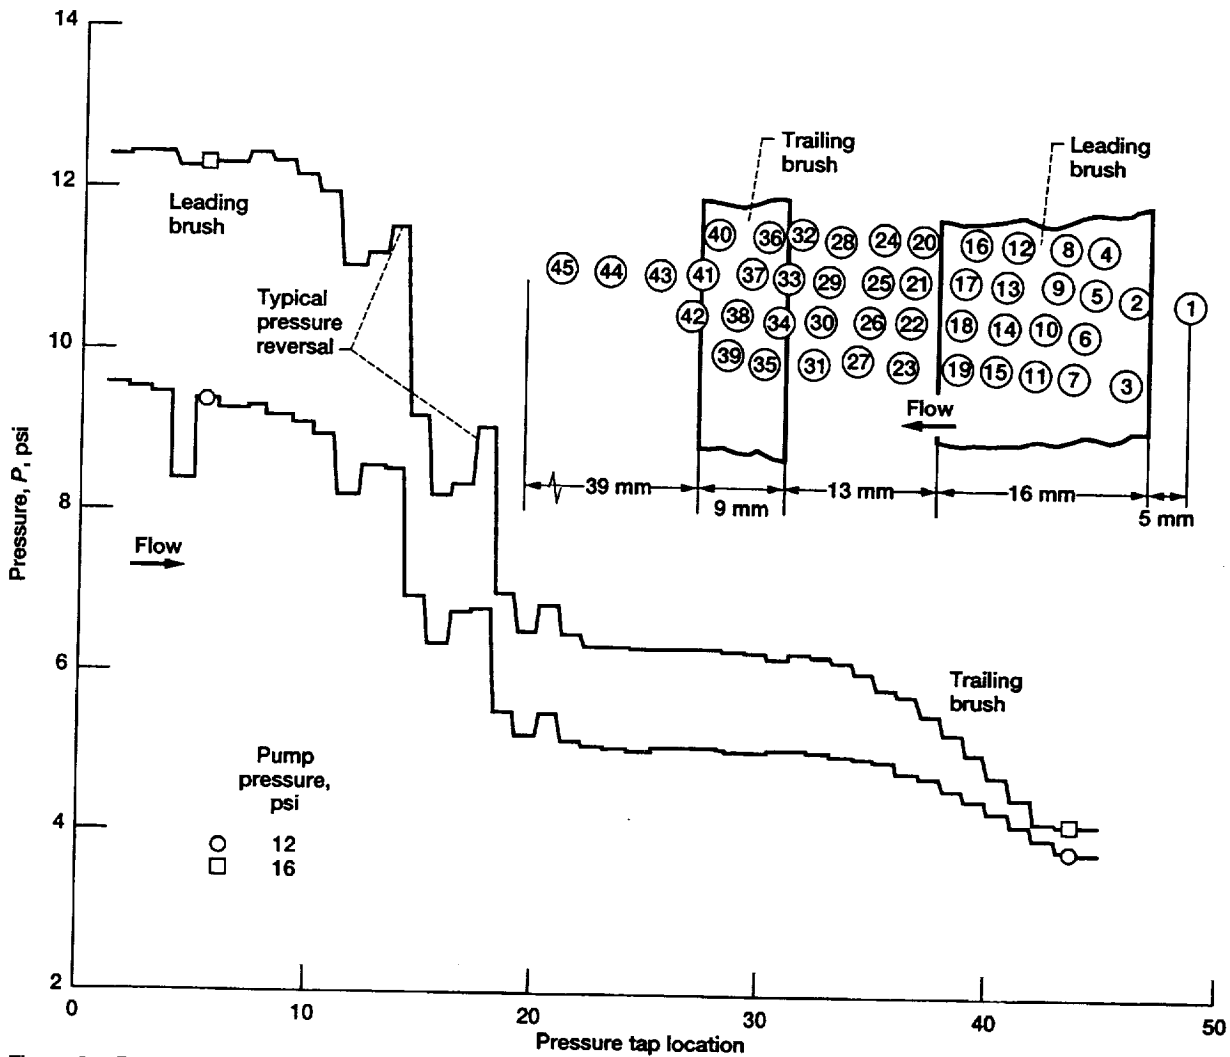 14
12
10
8
6
4
2
0
10
20
30
40
50
Pressure, P, psi
Pressure tap location
Leading
brush
Typical
pressure
reversal
Flow
Pump
pressure,
psi
12
16
Trailing
brush
Trailing
brush
Leading
brush
40 36 32 28 24 20 16 12 8 4
45 44 43 41 37 33 29 25 21 17 13 9 5 2 1
42 38 34 30 26 22 18 14 10 6
39 35 31 27 23 19 15 11 7 3
Flow
39 mm
9 mm
13 mm
16 mm
5 mm